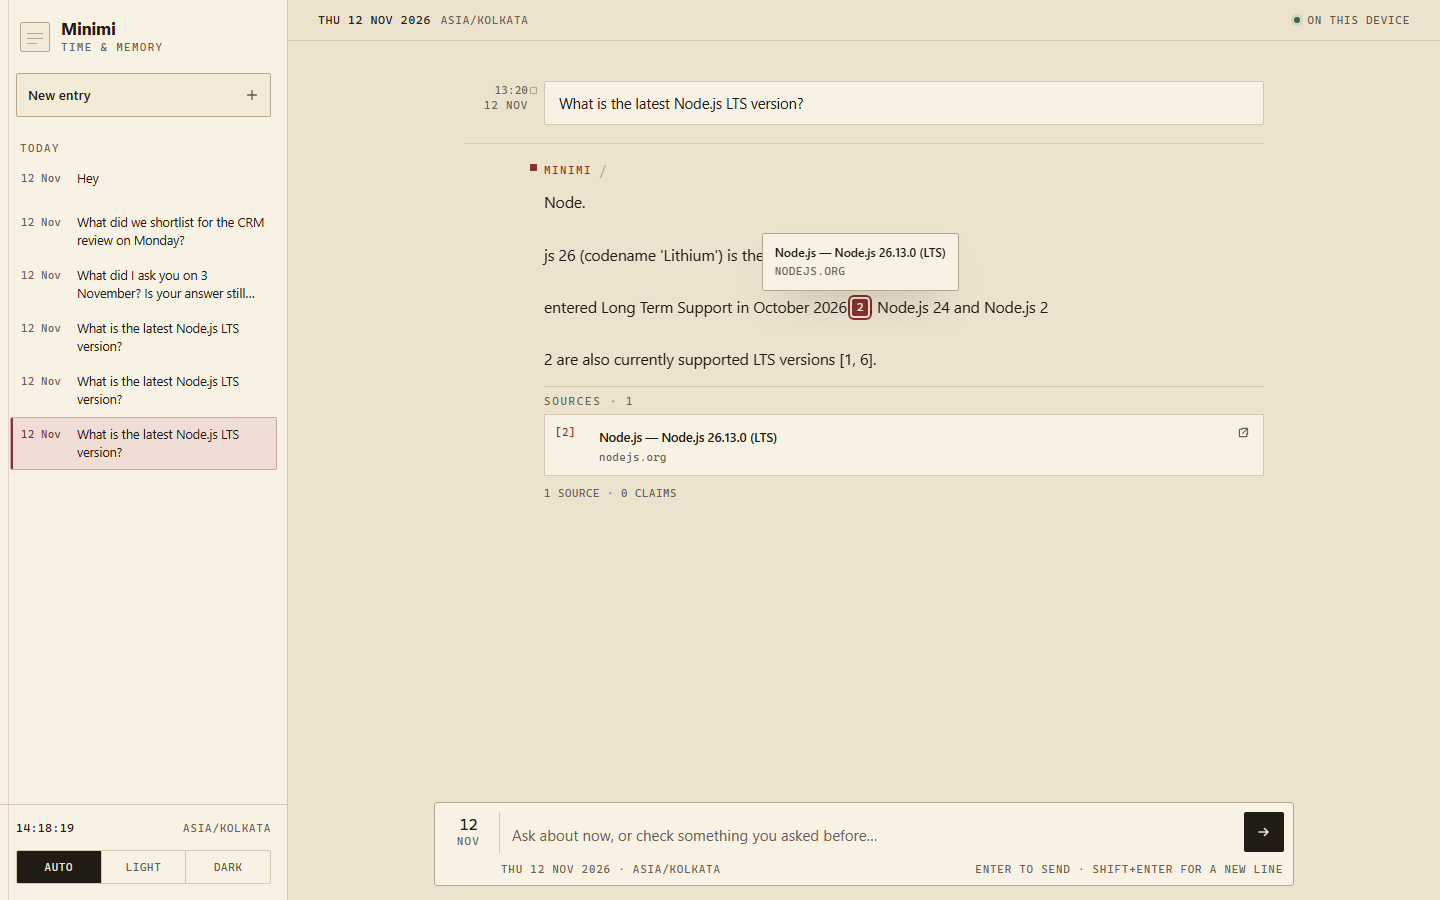 Minimi
TIME & MEMORY
New entry +
TODAY
12 Nov Hey
12 Nov What did we shortlist for the CRM
review on Monday?
12 Nov What did I ask you on 3
November? Is your answer still...
12 Nov What is the latest Node.js LTS
version?
12 Nov What is the latest Node.js LTS
version?
12 Nov What is the latest Node.js LTS
version?
14:18:19 ASIA/KOLKATA
AUTO LIGHT DARK
THU 12 NOV 2026 ASIA/KOLKATA
ON THIS DEVICE
13:20
12 NOV
What is the latest Node.js LTS version?
MINIMI /
Node.
js 26 (codename 'Lithium') is the
Node.js — Node.js 26.13.0 (LTS)
NODEJS.ORG
entered Long Term Support in October 2026 2 Node.js 24 and Node.js 2
2 are also currently supported LTS versions [1, 6].
SOURCES · 1
[2] Node.js — Node.js 26.13.0 (LTS)
nodejs.org
1 SOURCE · 0 CLAIMS
12
NOV
Ask about now, or check something you asked before...
THU 12 NOV 2026 · ASIA/KOLKATA
ENTER TO SEND · SHIFT+ENTER FOR A NEW LINE